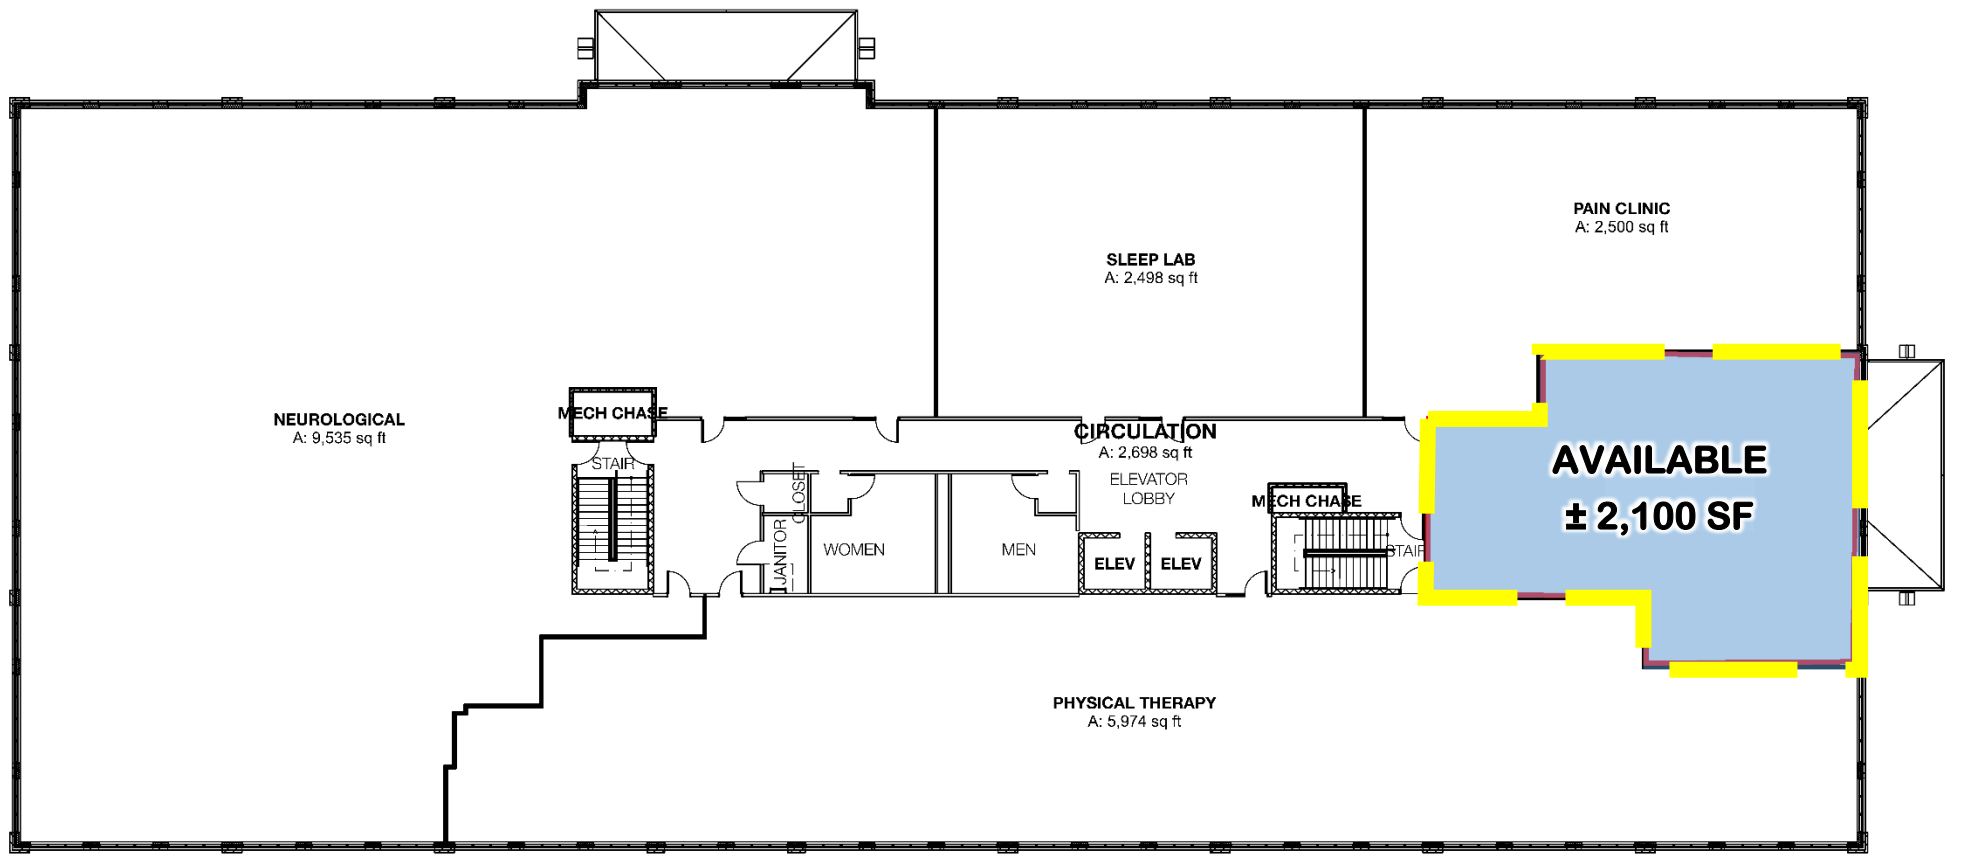 PAIN CLINIC
A: 2,500 sq ft
SLEEP LAB
A: 2,498 sq ft
NEUROLOGICAL
A: 9,535 sq ft
MECH CHASE
STAIR
CIRCULATION
A: 2,698 sq ft
ELEVATOR
LOBBY
CLOSET
JANITOR
WOMEN
MEN
ELEV
ELEV
MECH CHASE
STAIR
AVAILABLE
± 2,100 SF
PHYSICAL THERAPY
A: 5,974 sq ft